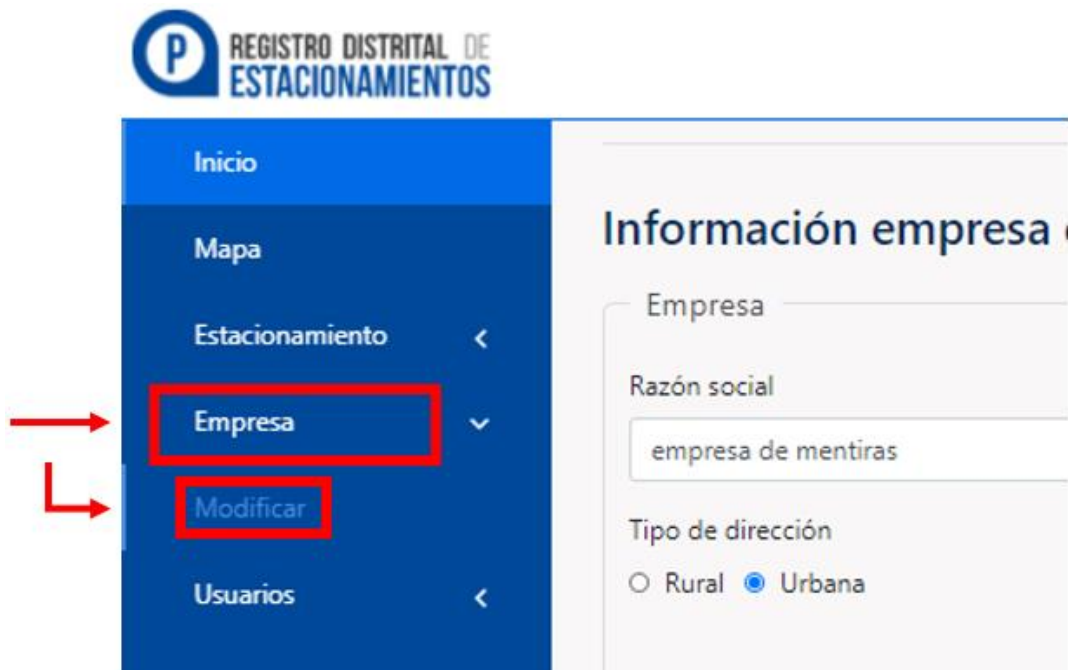 P
REGISTRO DISTRITAL DE
ESTACIONAMIENTOS
Inicio
Mapa
Estacionamiento
Empresa
Modificar
Usuarios
Información empresa
Empresa
Razón social
empresa de mentiras
Tipo de dirección
Rural Urbana